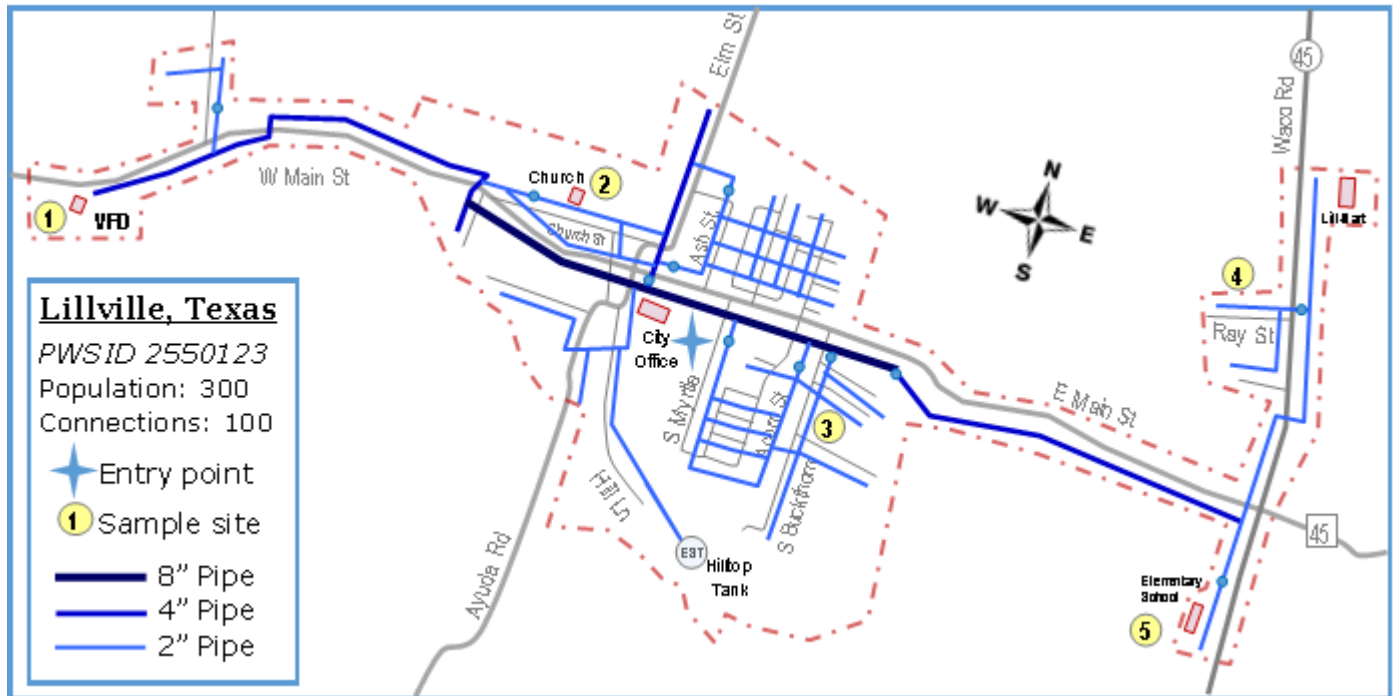 Elm St
45
Waco Rd
W Main St
Church
2
1
VFD
Church St
Ash St
N
W
E
S
Lil-Mart
4
Ray St
Lillville, Texas
PWSID 2550123
Population: 300
Connections: 100
Entry point
1 Sample site
8” Pipe
4” Pipe
2” Pipe
City
Office
S Myrtle
Acorn St
3
S Buckthorn
E Main St
Hill Ln
Ayuda Rd
EST
Hilltop
Tank
45
Elementary
School
5